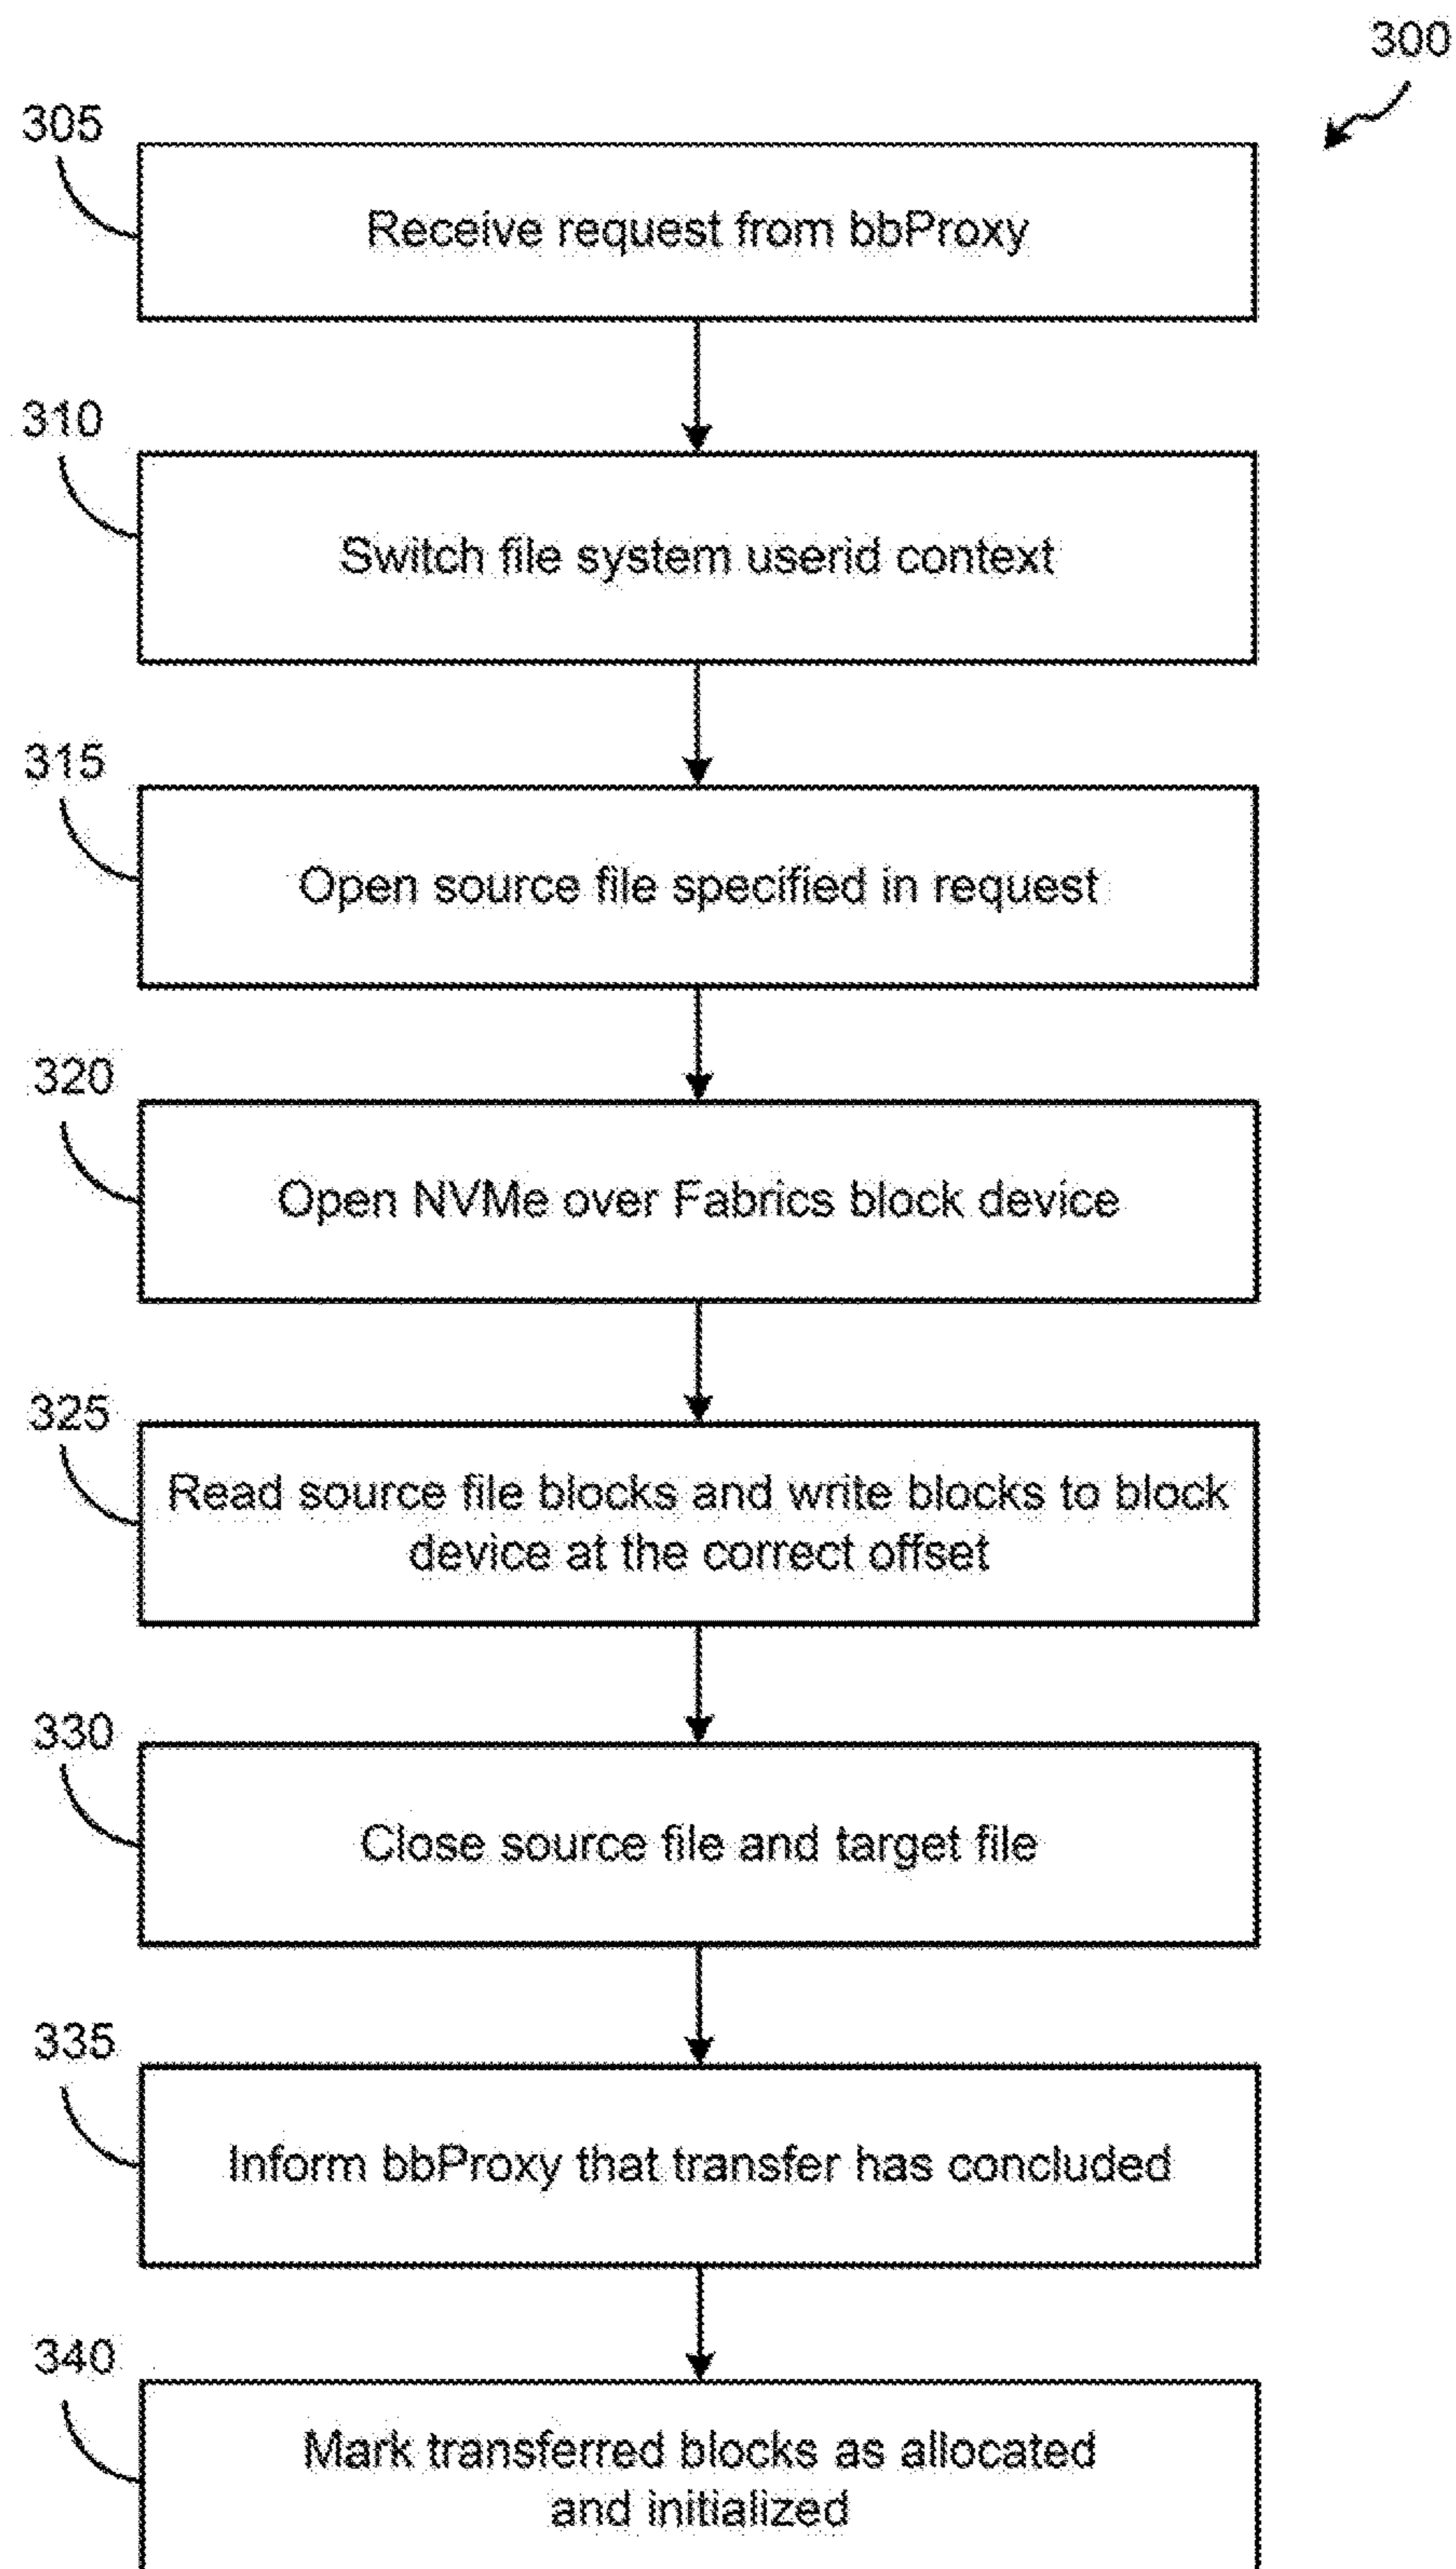 300
305
Receive request from bbProxy
310
Switch file system userid context
315
Open source file specified in request
320
Open NVMe over Fabrics block device
325
Read source file blocks and write blocks to block
device at the correct offset
330
Close source file and target file
335
Inform bbProxy that transfer has concluded
340
Mark transferred blocks as allocated
and initialized